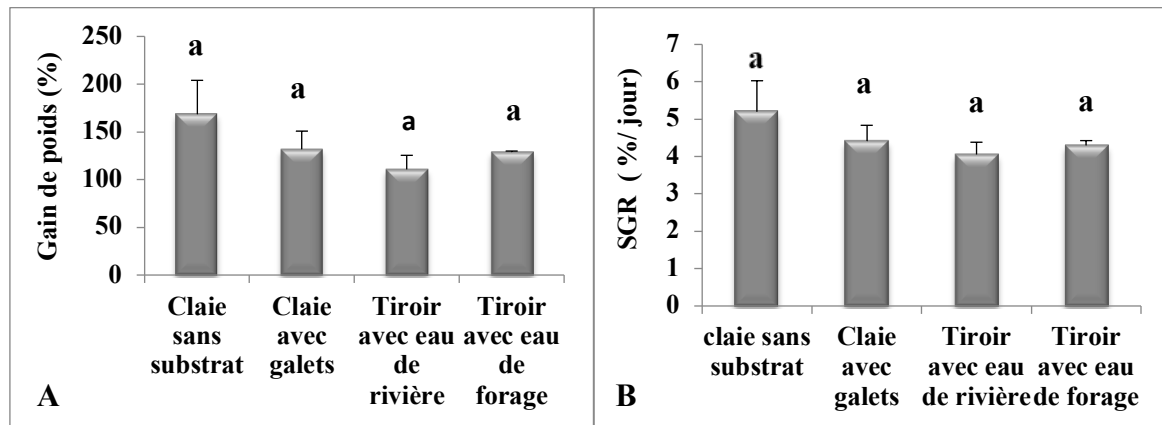 Gain de poids (%)
250
200
150
100
50
0
a
a
a
a
Claie
sans
substrat
Claie
avec
galets
Tiroir
avec eau
de
rivière
Tiroir
avec eau
de
forage
A
SGR ( %/ jour)
7
6
5
4
3
2
1
0
a
a
a
a
claie sans
substrat
Claie
avec
galets
Tiroir
avec eau
de rivière
Tiroir
avec eau
de forage
B